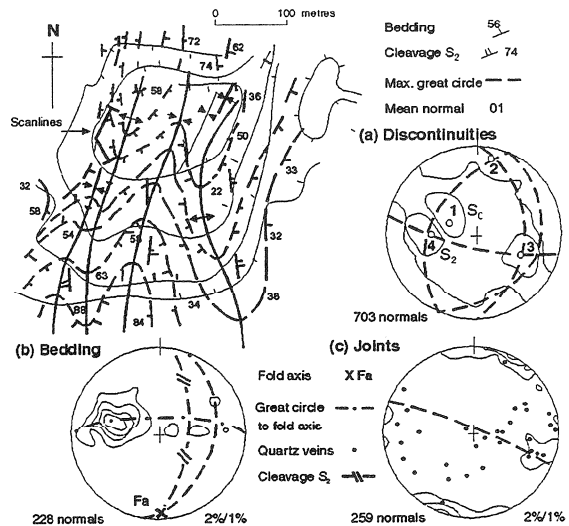 0 100 metres
N
Scanlines
72
62
74
58
36
50
33
22
32
58
54
59
63
32
34
38
89
84
Bedding 56
Cleavage S2 74
Max. great circle
Mean normal 01
(a) Discontinuities
2
1
S0
4
S2
3
703 normals
(b) Bedding
(c) Joints
Fold axis X Fa
Great circle
to fold axic
Quartz veins
Cleavage S2
Fa
228 normals 2%/1%
259 normals 2%/1%